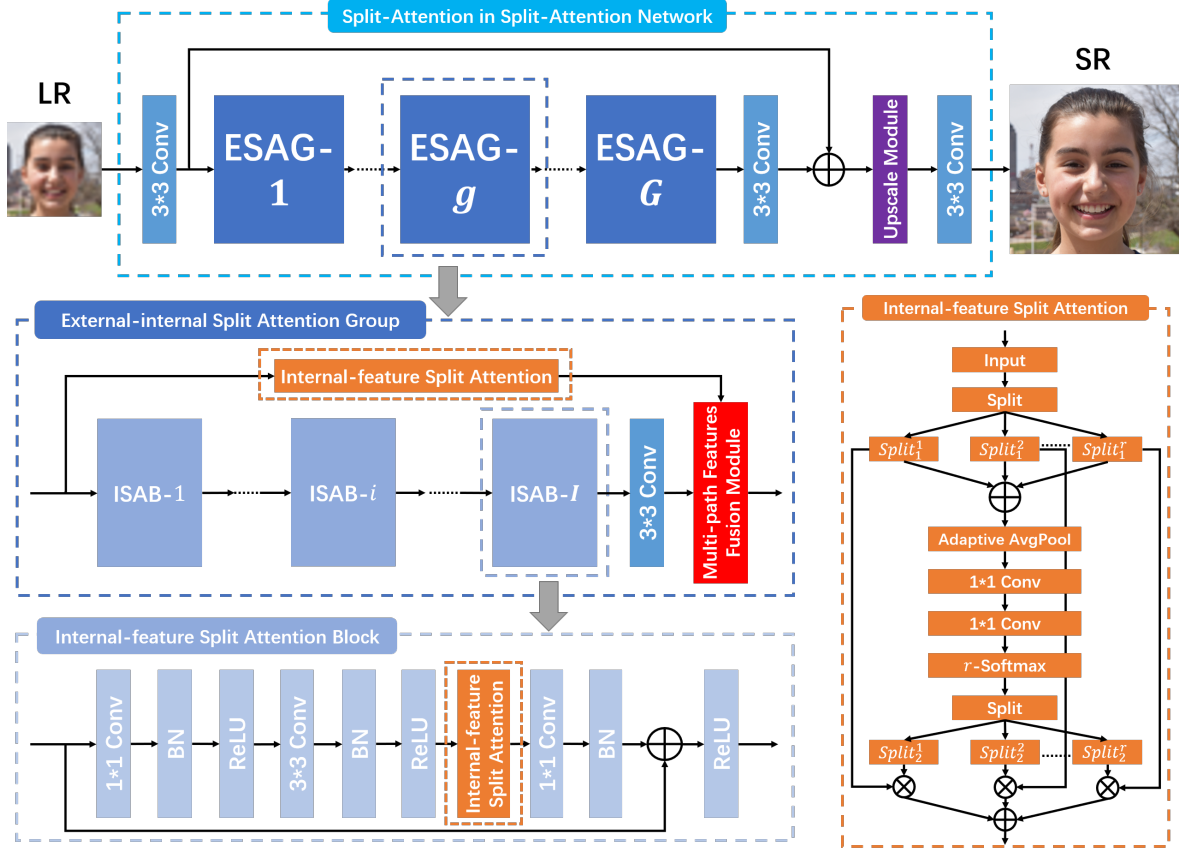 Split-Attention in Split-Attention Network
LR
3*3 Conv
ESAG-
1
ESAG-
g
ESAG-
G
3*3 Conv
Upscale Module
3*3 Conv
SR
External-internal Split Attention Group
Internal-feature Split Attention
ISAB-1
ISAB-i
ISAB-I
3*3 Conv
Multi-path Features
Fusion Module
Internal-feature Split Attention Block
1*1 Conv
BN
ReLU
3*3 Conv
BN
ReLU
Internal-feature
Split Attention
1*1 Conv
BN
ReLU
Internal-feature Split Attention
Input
Split
Split₁¹
Split₁²
Split₁ʳ
Adaptive AvgPool
1*1 Conv
1*1 Conv
r-Softmax
Split
Split₂¹
Split₂²
Split₂ʳ